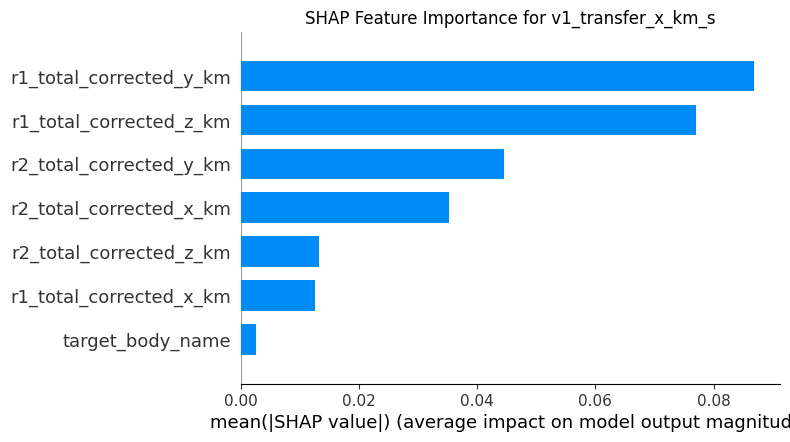 SHAP Feature Importance for v1_transfer_x_km_s
r1_total_corrected_y_km
r1_total_corrected_z_km
r2_total_corrected_y_km
r2_total_corrected_x_km
r2_total_corrected_z_km
r1_total_corrected_x_km
target_body_name
0.00 0.02 0.04 0.06 0.08
mean(|SHAP value|) (average impact on model output magnitud